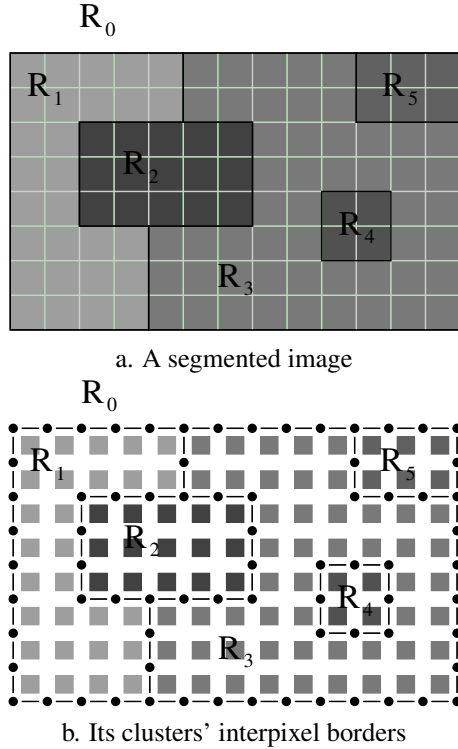 R₀
R₁ R₅
R₂
R₄
R₃
a. A segmented image
R₀
R₁ R₅
R₂
R₄
R₃
b. Its clusters' interpixel borders